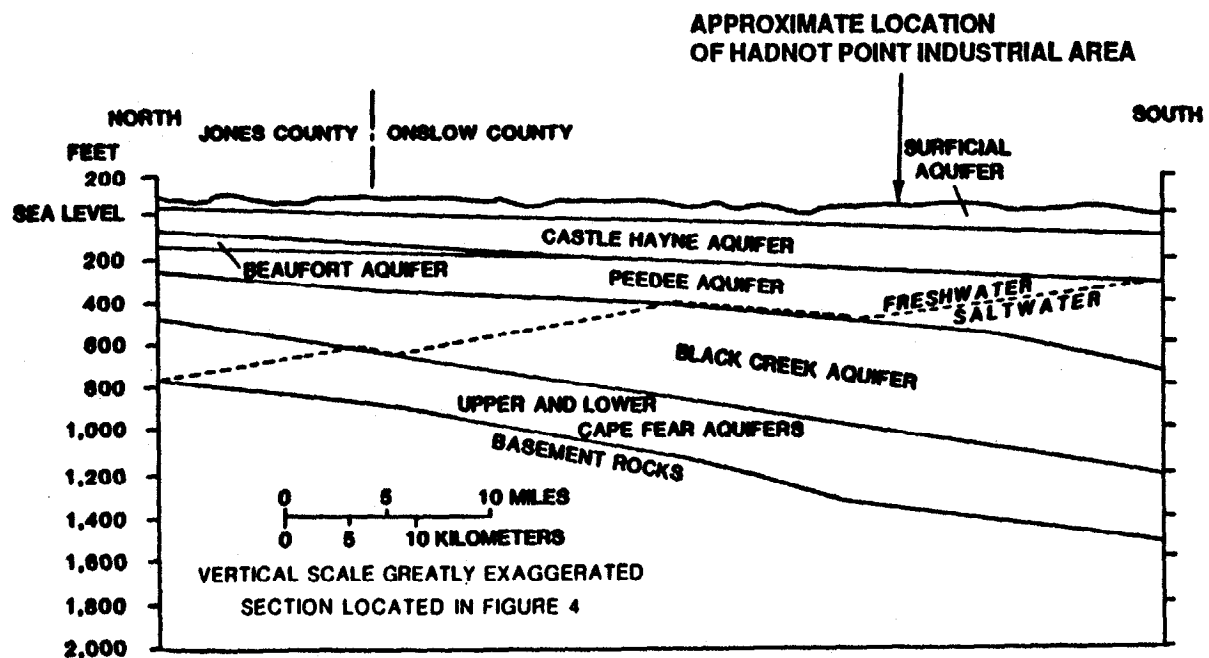 APPROXIMATE LOCATION
OF HADNOT POINT INDUSTRIAL AREA
NORTH
JONES COUNTY
ONSLOW COUNTY
SOUTH
FEET
SURFICIAL
AQUIFER
200
SEA LEVEL
CASTLE HAYNE AQUIFER
200
BEAUFORT AQUIFER
PEEDEE AQUIFER
400
FRESHWATER
SALTWATER
600
BLACK CREEK AQUIFER
800
UPPER AND LOWER
1,000
CAPE FEAR AQUIFERS
BASEMENT ROCKS
1,200
0 5 10 MILES
1,400
0 5 10 KILOMETERS
1,600
VERTICAL SCALE GREATLY EXAGGERATED
1,800
SECTION LOCATED IN FIGURE 4
2,000